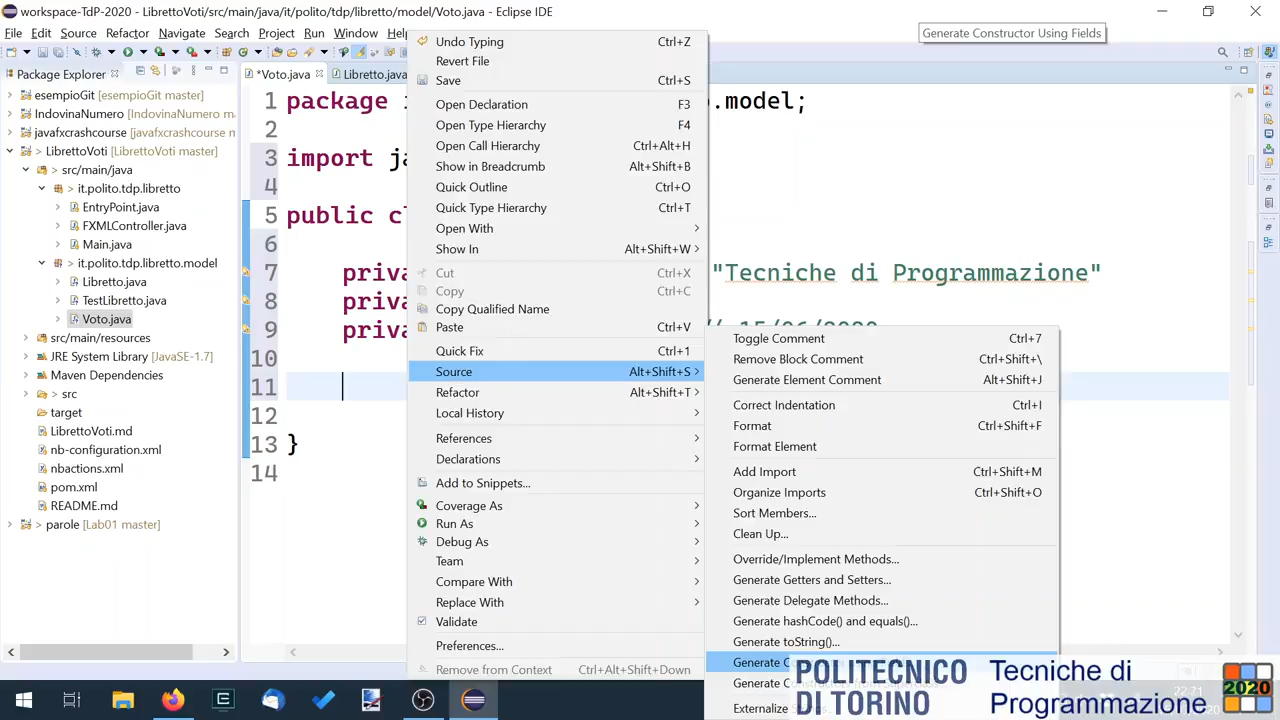 workspace-TdP-2020 - LibrettoVoti/src/main/java/it/polito/tdp/libretto/model/Voto.java - Eclipse IDE
Generate Constructor Using Fields
File Edit Source Refactor Navigate Search Project Run Window Help
Package Explorer
esempioGit [esempioGit master]
IndovinaNumero [IndovinaNumero
javafxcrashcourse [javafxcrashcourse
LibrettoVoti [LibrettoVoti master]
> src/main/java
> it.polito.tdp.libretto
EntryPoint.java
FXMLController.java
Main.java
> it.polito.tdp.libretto.model
Libretto.java
TestLibretto.java
Voto.java
src/main/resources
JRE System Library [JavaSE-1.7]
Maven Dependencies
> src
target
LibrettoVoti.md
nb-configuration.xml
nbactions.xml
pom.xml
README.md
> parole [Lab01 master]
*Voto.java Libretto.java
1 package .model;
2
3 import
4
5 public
6
7 "Tecniche di Programmazione"
8
9
10
11
12
13 }
14
Undo Typing Ctrl+Z
Revert File
Save Ctrl+S
Open Declaration F3
Open Type Hierarchy F4
Open Call Hierarchy Ctrl+Alt+H
Show in Breadcrumb Alt+Shift+B
Quick Outline Ctrl+O
Quick Type Hierarchy Ctrl+T
Open With
Show In Alt+Shift+W
Cut Ctrl+X
Copy Ctrl+C
Copy Qualified Name
Paste Ctrl+V
Quick Fix Ctrl+1
Source Alt+Shift+S
Refactor Alt+Shift+T
Local History
References
Declarations
Add to Snippets...
Coverage As
Run As
Debug As
Team
Compare With
Replace With
Validate
Preferences...
Remove from Context Ctrl+Alt+Shift+Down
Toggle Comment Ctrl+7
Remove Block Comment Ctrl+Shift+\
Generate Element Comment Alt+Shift+J
Correct Indentation Ctrl+I
Format Ctrl+Shift+F
Format Element
Add Import Ctrl+Shift+M
Organize Imports Ctrl+Shift+O
Sort Members...
Clean Up...
Override/Implement Methods...
Generate Getters and Setters...
Generate Delegate Methods...
Generate hashCode() and equals()...
Generate toString()...
Generate
Generate
Externalize
POLITECNICO
DI TORINO
Tecniche di
Programmazione
2020